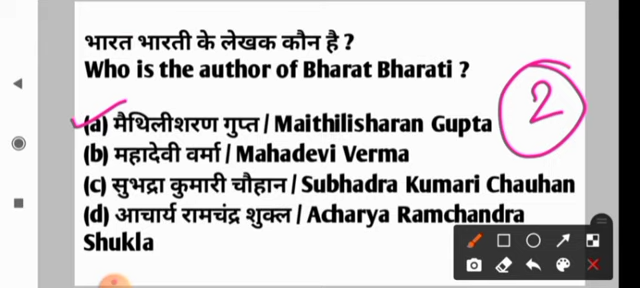 भारत भारती के लेखक कौन है ?
Who is the author of Bharat Bharati ?
(a) मैथिलीशरण गुप्त / Maithilisharan Gupta
2
(b) महादेवी वर्मा / Mahadevi Verma
(c) सुभद्रा कुमारी चौहान / Subhadra Kumari Chauhan
(d) आचार्य रामचंद्र शुक्ल / Acharya Ramchandra
Shukla